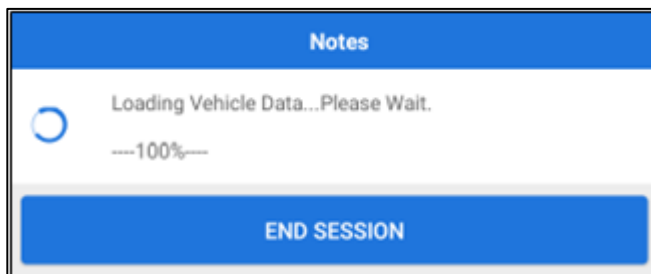 Notes
Loading Vehicle Data...Please Wait.
----100%----
END SESSION